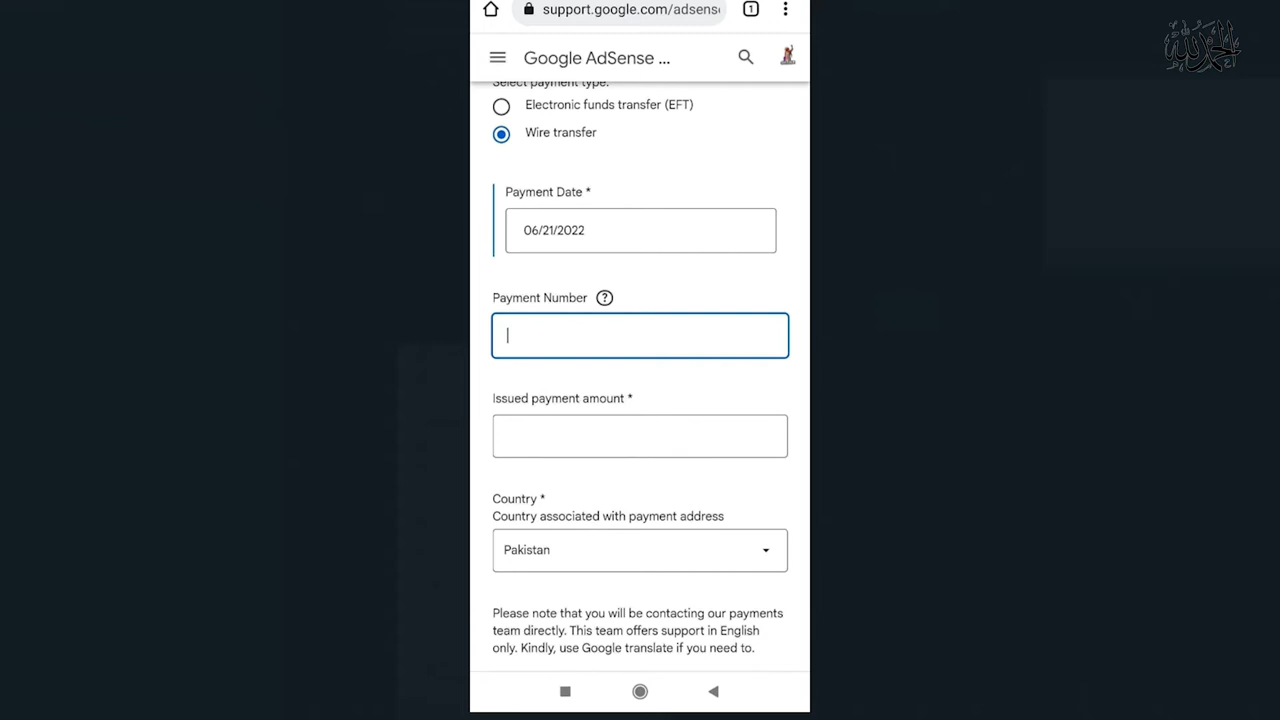 support.google.com/adsens
1
Google AdSense ...
Select payment type:
Electronic funds transfer (EFT)
Wire transfer
Payment Date *
06/21/2022
Payment Number ?
Issued payment amount *
Country *
Country associated with payment address
Pakistan
Please note that you will be contacting our payments
team directly. This team offers support in English
only. Kindly, use Google translate if you need to.
الحمد لله